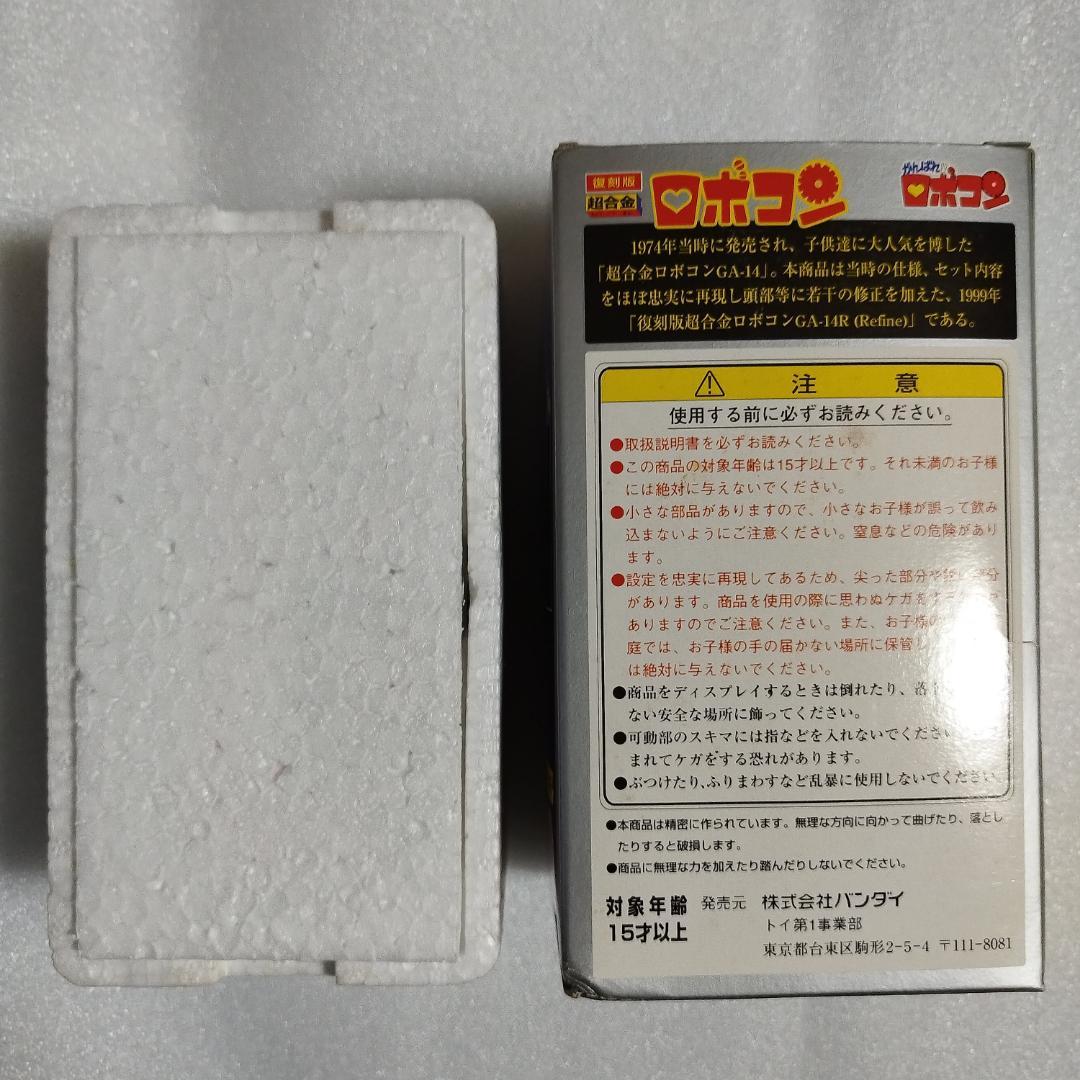 復刻版
超合金
ロボコン
がんばれ!!
ロボコン
1974年当時に発売され、子供達に大人気を博した
「超合金ロボコンGA-14」。本商品は当時の仕様、セット内容
をほぼ忠実に再現し頭部等に若干の修正を加えた、1999年
「復刻版超合金ロボコンGA-14R (Refine)」である。
⚠ 注意
使用する前に必ずお読みください。
●取扱説明書を必ずお読みください。
●この商品の対象年齢は15才以上です。それ未満のお子様
には絶対に与えないでください。
●小さな部品がありますので、小さなお子様が誤って飲み
込まないようにご注意ください。窒息などの危険があり
ます。
●設定を忠実に再現してあるため、尖った部分や
があります。商品を使用の際に思わぬケガを
ありますのでご注意ください。また、お子様の
庭では、お子様の手の届かない場所に保管し
は絶対に与えないでください。
●商品をディスプレイするときは倒れたり、
ない安全な場所に飾ってください。
●可動部のスキマには指などを入れないでくださ
まれてケガをする恐れがあります。
●ぶつけたり、ふりまわすなど乱暴に使用しないでください。
●本商品は精密に作られています。無理な方向に向かって曲げたり、落とし
たりすると破損します。
●商品に無理な力を加えたり踏んだりしないでください。
対象年齢
15才以上
発売元 株式会社バンダイ
トイ第1事業部
東京都台東区駒形2-5-4 〒111-8081